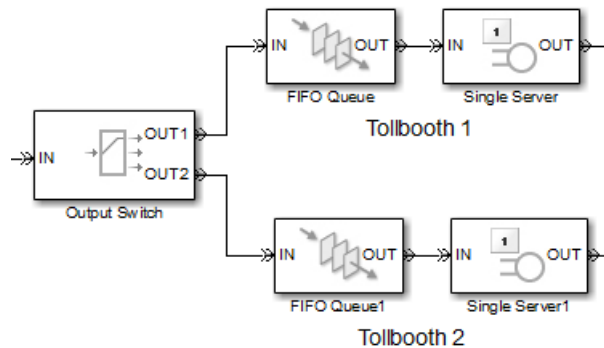 IN OUT
FIFO Queue
1
IN OUT
Single Server
Tollbooth 1
IN
OUT1
OUT2
Output Switch
IN OUT
FIFO Queue1
1
IN OUT
Single Server1
Tollbooth 2